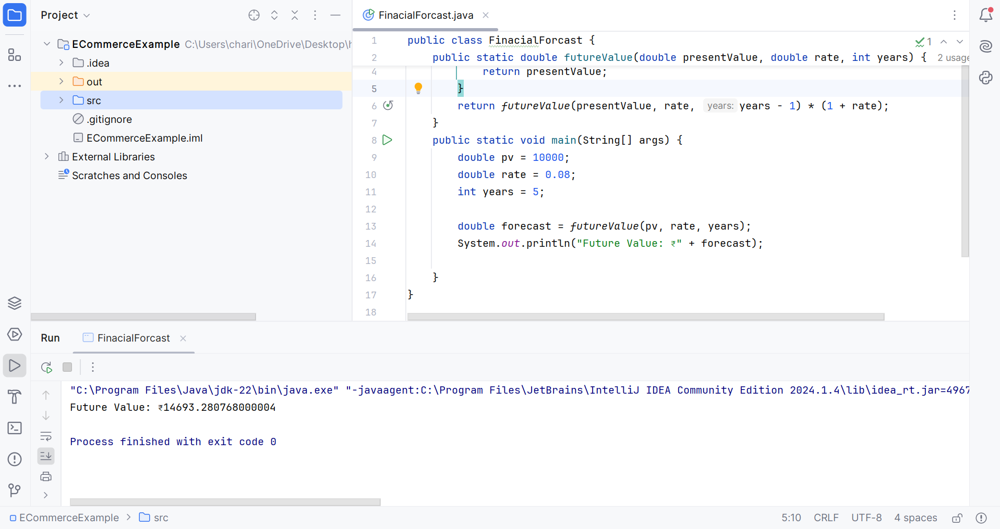 Project
ECommerceExample C:\Users\chari\OneDrive\Desktop\h
.idea
out
src
.gitignore
ECommerceExample.iml
External Libraries
Scratches and Consoles
FinacialForcast.java
1 public class FinacialForcast {
1
2 public static double futureValue(double presentValue, double rate, int years) { 2 usage
4 return presentValue;
5 }
6 return futureValue(presentValue, rate, years: years - 1) * (1 + rate);
7 }
8 public static void main(String[] args) {
9 double pv = 10000;
10 double rate = 0.08;
11 int years = 5;
12
13 double forecast = futureValue(pv, rate, years);
14 System.out.println("Future Value: ₹" + forecast);
15
16 }
17 }
18
Run FinacialForcast
"C:\Program Files\Java\jdk-22\bin\java.exe" "-javaagent:C:\Program Files\JetBrains\IntelliJ IDEA Community Edition 2024.1.4\lib\idea_rt.jar=4967
Future Value: ₹14693.280768000004
Process finished with exit code 0
ECommerceExample > src
5:10 CRLF UTF-8 4 spaces